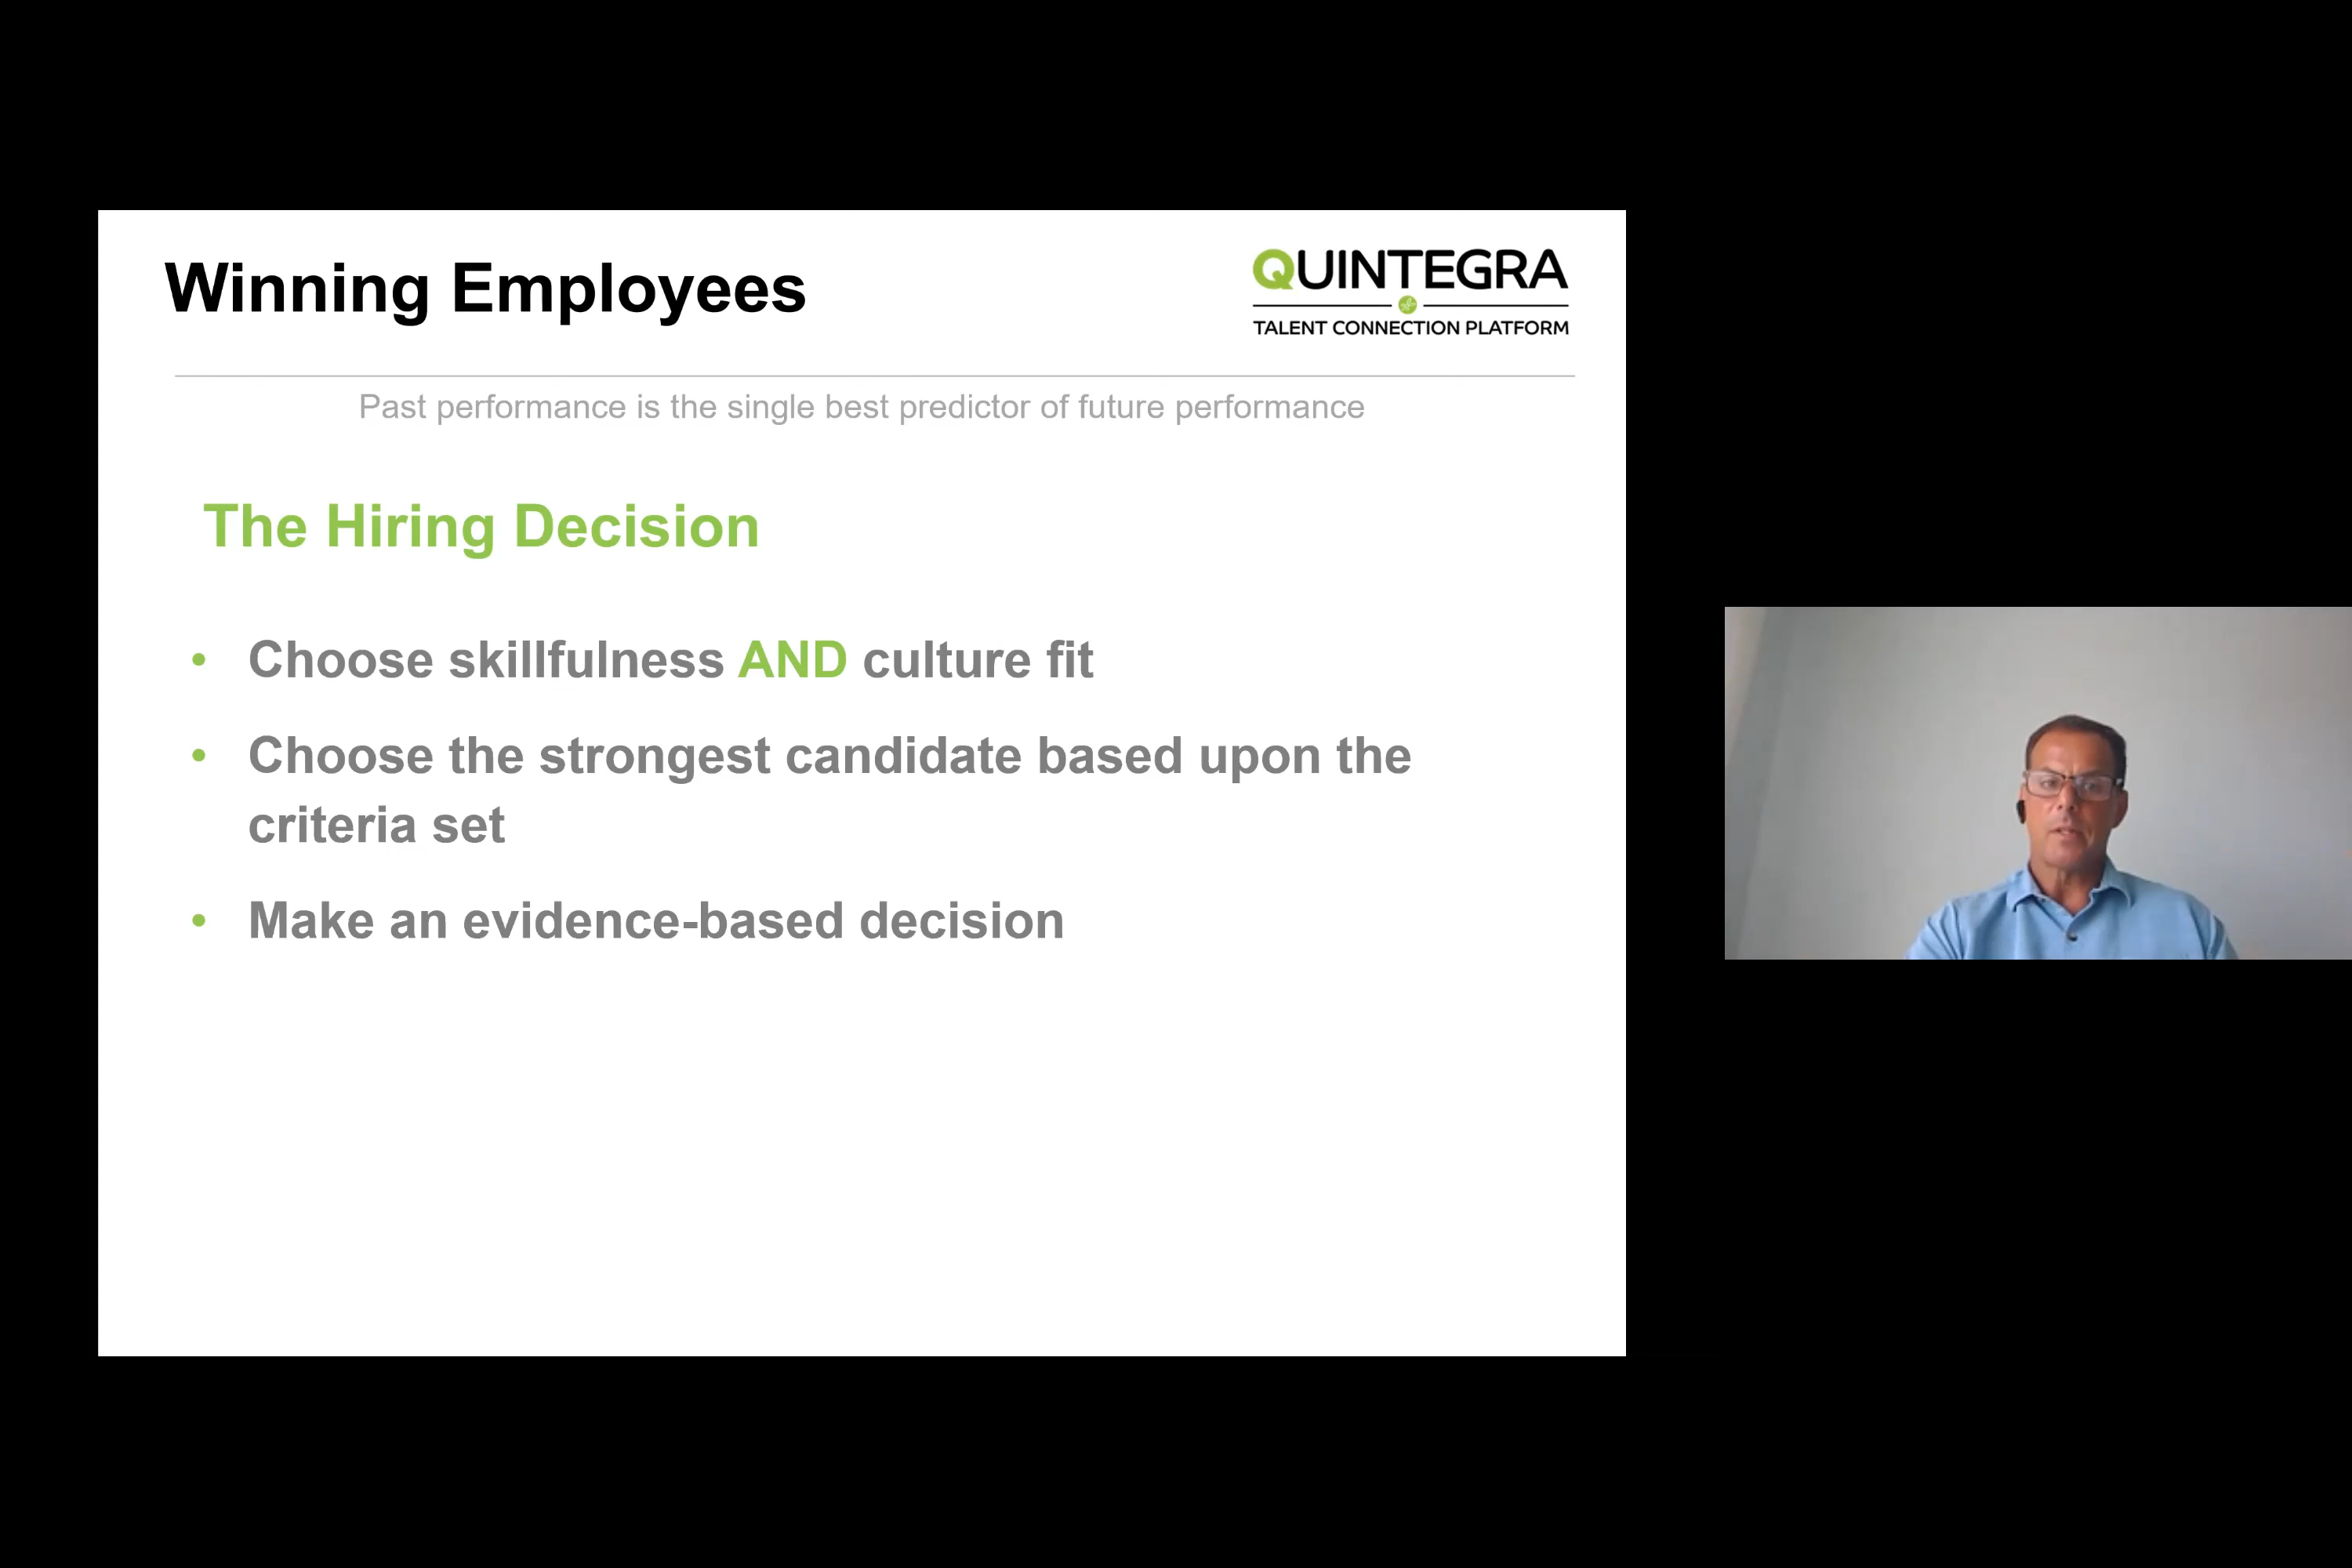 Winning Employees
QUINTEGRA
TALENT CONNECTION PLATFORM
Past performance is the single best predictor of future performance
The Hiring Decision
• Choose skillfulness AND culture fit
• Choose the strongest candidate based upon the
criteria set
• Make an evidence-based decision